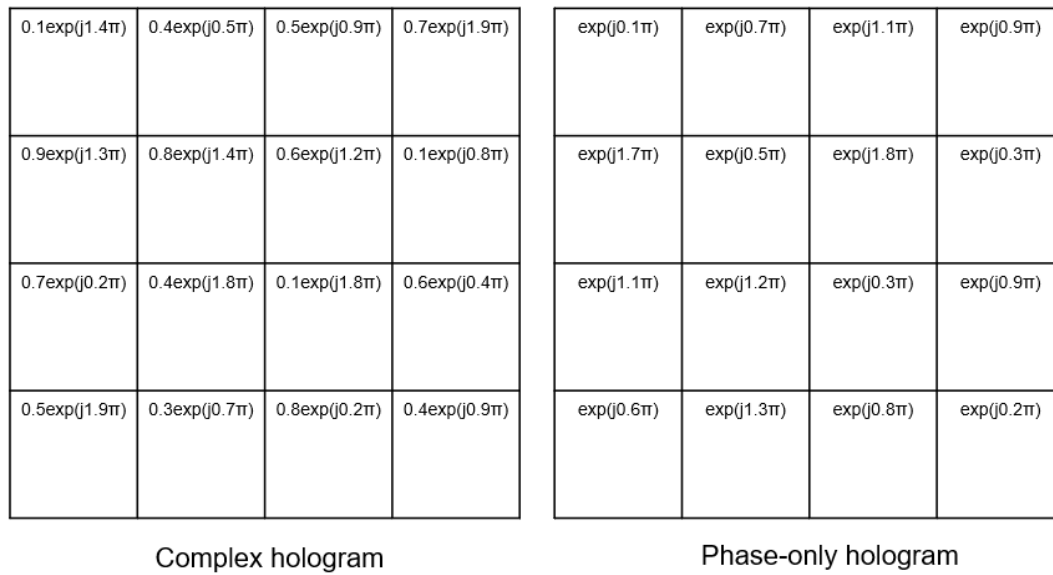 0.1exp(j1.4π) 0.4exp(j0.5π) 0.5exp(j0.9π) 0.7exp(j1.9π)
0.9exp(j1.3π) 0.8exp(j1.4π) 0.6exp(j1.2π) 0.1exp(j0.8π)
0.7exp(j0.2π) 0.4exp(j1.8π) 0.1exp(j1.8π) 0.6exp(j0.4π)
0.5exp(j1.9π) 0.3exp(j0.7π) 0.8exp(j0.2π) 0.4exp(j0.9π)
Complex hologram
exp(j0.1π) exp(j0.7π) exp(j1.1π) exp(j0.9π)
exp(j1.7π) exp(j0.5π) exp(j1.8π) exp(j0.3π)
exp(j1.1π) exp(j1.2π) exp(j0.3π) exp(j0.9π)
exp(j0.6π) exp(j1.3π) exp(j0.8π) exp(j0.2π)
Phase-only hologram